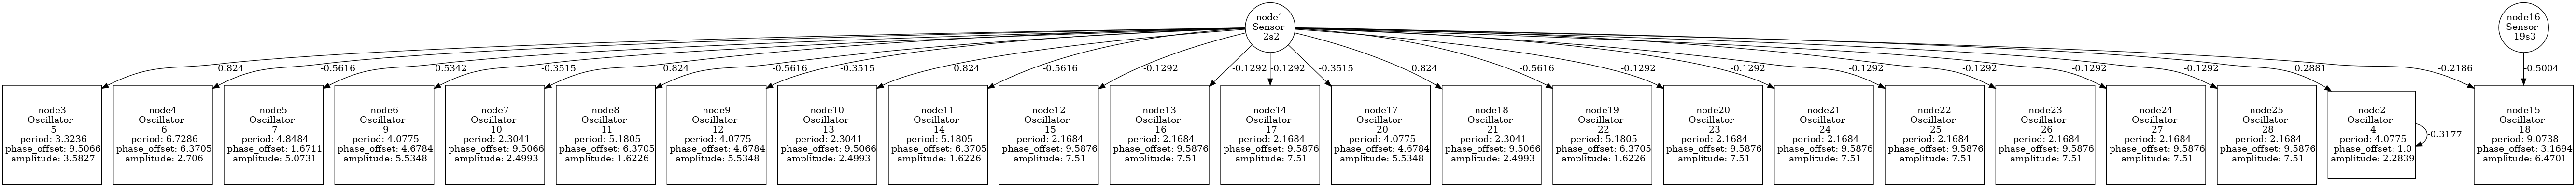 node1
Sensor
2s2
node16
Sensor
19s3
0.824
-0.5616
0.5342
-0.3515
0.824
-0.5616
-0.3515
0.824
-0.5616
-0.1292
-0.1292
-0.1292
-0.3515
0.824
-0.5616
-0.1292
-0.1292
-0.1292
-0.1292
-0.1292
-0.1292
0.2881
-0.2186
-0.5004
node3
Oscillator
5
period: 3.3236
phase_offset: 9.5066
amplitude: 3.5827
node4
Oscillator
6
period: 6.7286
phase_offset: 6.3705
amplitude: 2.706
node5
Oscillator
7
period: 4.8484
phase_offset: 1.6711
amplitude: 5.0731
node6
Oscillator
9
period: 4.0775
phase_offset: 4.6784
amplitude: 5.5348
node7
Oscillator
10
period: 2.3041
phase_offset: 9.5066
amplitude: 2.4993
node8
Oscillator
11
period: 5.1805
phase_offset: 6.3705
amplitude: 1.6226
node9
Oscillator
12
period: 4.0775
phase_offset: 4.6784
amplitude: 5.5348
node10
Oscillator
13
period: 2.3041
phase_offset: 9.5066
amplitude: 2.4993
node11
Oscillator
14
period: 5.1805
phase_offset: 6.3705
amplitude: 1.6226
node12
Oscillator
15
period: 2.1684
phase_offset: 9.5876
amplitude: 7.51
node13
Oscillator
16
period: 2.1684
phase_offset: 9.5876
amplitude: 7.51
node14
Oscillator
17
period: 2.1684
phase_offset: 9.5876
amplitude: 7.51
node17
Oscillator
20
period: 4.0775
phase_offset: 4.6784
amplitude: 5.5348
node18
Oscillator
21
period: 2.3041
phase_offset: 9.5066
amplitude: 2.4993
node19
Oscillator
22
period: 5.1805
phase_offset: 6.3705
amplitude: 1.6226
node20
Oscillator
23
period: 2.1684
phase_offset: 9.5876
amplitude: 7.51
node21
Oscillator
24
period: 2.1684
phase_offset: 9.5876
amplitude: 7.51
node22
Oscillator
25
period: 2.1684
phase_offset: 9.5876
amplitude: 7.51
node23
Oscillator
26
period: 2.1684
phase_offset: 9.5876
amplitude: 7.51
node24
Oscillator
27
period: 2.1684
phase_offset: 9.5876
amplitude: 7.51
node25
Oscillator
28
period: 2.1684
phase_offset: 9.5876
amplitude: 7.51
node2
Oscillator
4
period: 4.0775
phase_offset: 1.0
amplitude: 2.2839
-0.3177
node15
Oscillator
18
period: 9.0738
phase_offset: 3.1694
amplitude: 6.4701